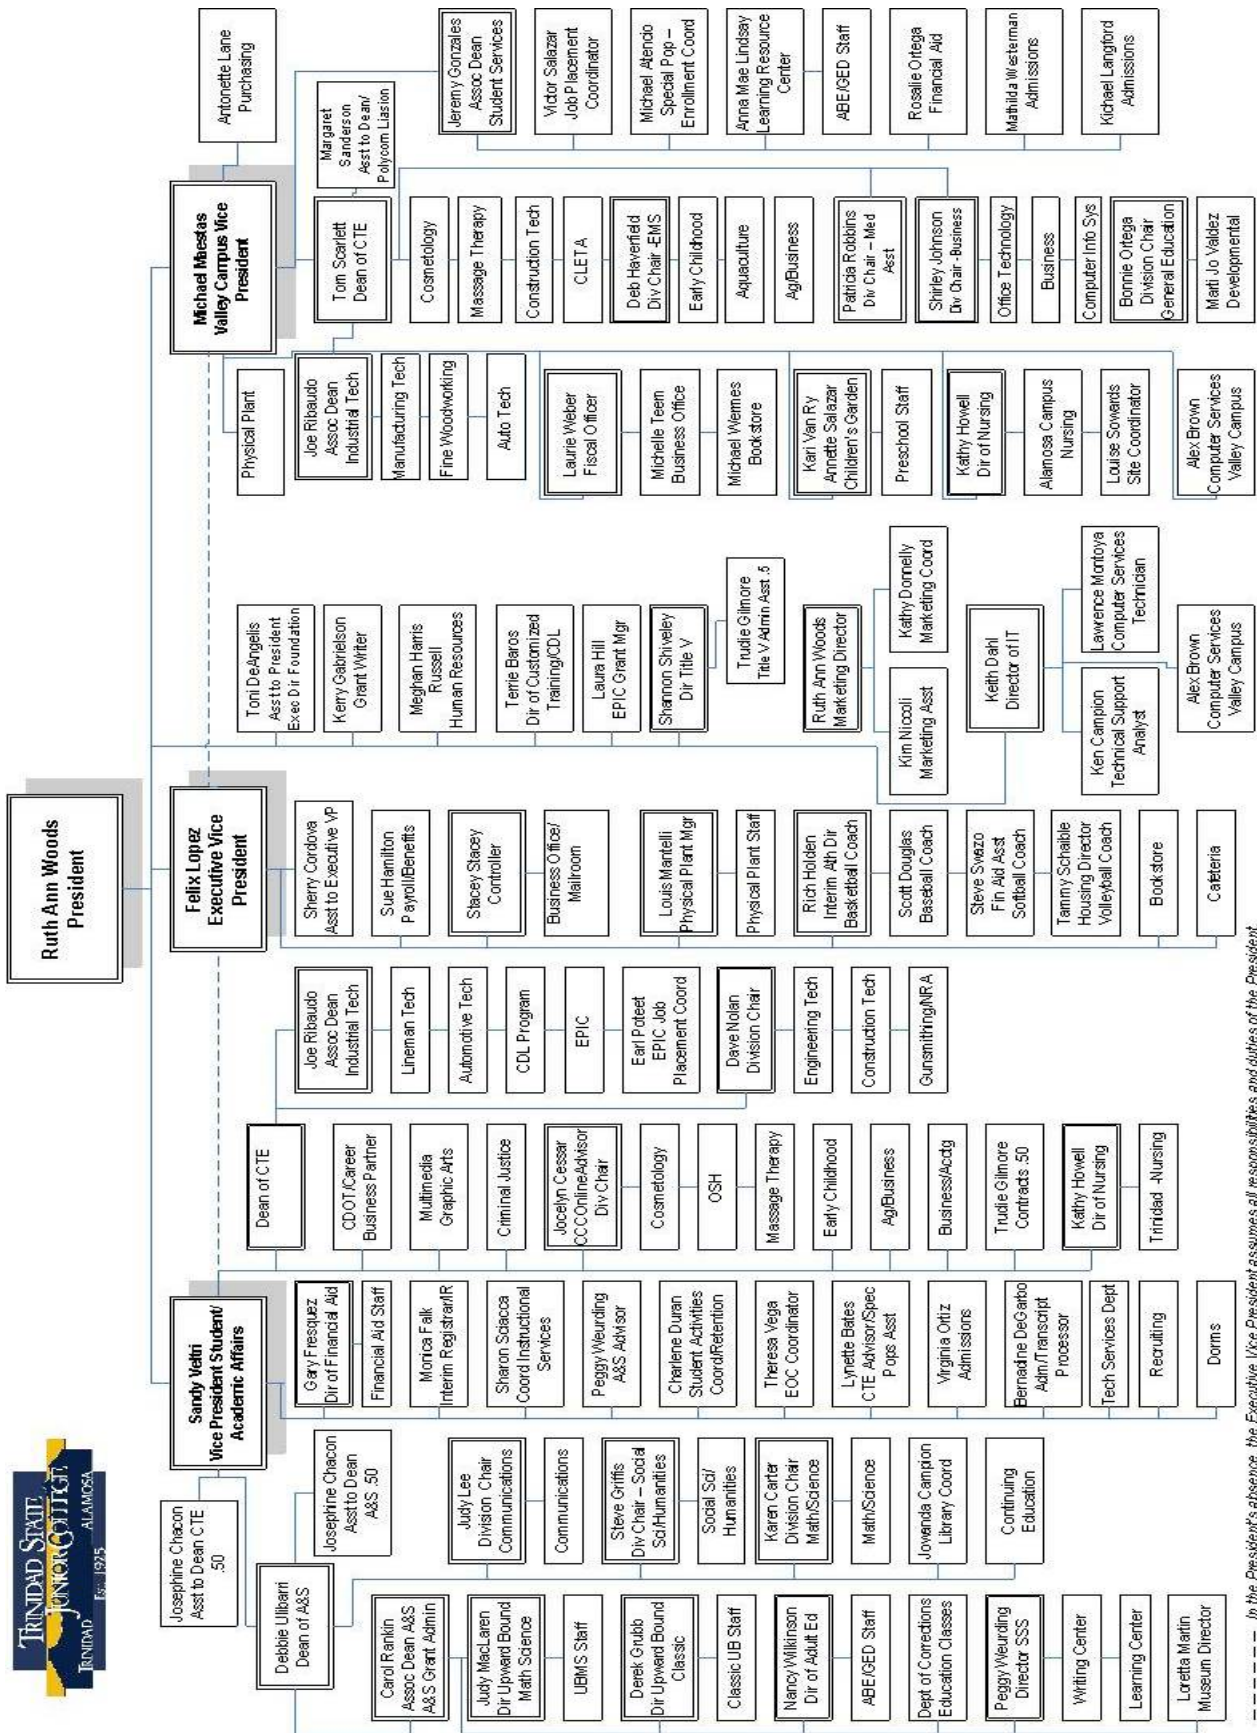 TRINIDAD STATE
JUNIOR COLLEGE
TRINIDAD
EST. 1925
ALAMOSA
Ruth Ann Woods
President
Sandy Veltri
Vice President Student/
Academic Affairs
Felix Lopez
Executive Vice
President
Michael Maestas
Valley Campus Vice
President
Antonette Lane
Purchasing
Josephine Chacon
Asst to Dean CTE
.50
Debbie Ulibarri
Dean of A&S
Josephine Chacon
Asst to Dean
A&S .50
Carol Rankin
Assoc Dean A&S
A&S Grant Admin
Judy MacLaren
Dir Upward Bound
Math Science
UBMS Staff
Derek Grubb
Dir Upward Bound
Classic
Classic UB Staff
Nancy Wilkinson
Dir of Adult Ed
ABE/GED Staff
Dept of Corrections
Education Classes
Peggy Weurding
Director SSS
Writing Center
Learning Center
Loretta Martin
Museum Director
Judy Lee
Division Chair
Communications
Communications
Steve Griffis
Div Chair – Social
Sci/Humanities
Social Sci/
Humanities
Karen Carter
Division Chair
Math/Science
Math/Science
Jowenda Campion
Library Coord
Continuing
Education
Gary Fresquez
Dir of Financial Aid
Financial Aid Staff
Monica Falk
Interim Registrar/IR
Sharon Sciacca
Coord Instructional
Services
Peggy Weurding
A&S Advisor
Charlene Duran
Student Activities
Coord/Retention
Theresa Vega
EOC Coordinator
Lynette Bates
CTE Advisor/Spec
Pops Asst
Virginia Ortiz
Admissions
Bernadine DeGarbo
Adm/Transcript
Processor
Tech Services Dept
Recruiting
Dorms
Dean of CTE
CDOT/Career
Business Partner
Multimedia
Graphic Arts
Criminal Justice
Jocelyn Cessar
CCCOnlineAdvisor
Div Chair
Cosmetology
OSH
Massage Therapy
Early Childhood
Ag/Business
Business/Acctg
Trudie Gilmore
Contracts .50
Kathy Howell
Dir of Nursing
Trinidad -Nursing
Joe Ribaudo
Assoc Dean
Industrial Tech
Lineman Tech
Automotive Tech
CDL Program
EPIC
Earl Poteet
EPIC Job
Placement Coord
Dave Nolan
Division Chair
Engineering Tech
Construction Tech
Gunsmithing/NRA
Sherry Cordova
Asst to Executive VP
Sue Hamilton
Payroll/Benefits
Stacey Stacey
Controller
Business Office/
Mailroom
Louis Mantelli
Physical Plant Mgr
Physical Plant Staff
Rich Holden
Interim Ath Dir
Basketball Coach
Scott Douglas
Baseball Coach
Steve Swazo
Fin Aid Asst
Softball Coach
Tammy Schaible
Housing Director
Volleyball Coach
Bookstore
Cafeteria
Toni DeAngelis
Asst to President
Exec Dir Foundation
Kerry Gabrielson
Grant Writer
Meghan Harris
Russell
Human Resources
Terrie Baros
Dir of Customized
Training/CDL
Laura Hill
EPIC Grant Mgr
Shannon Shiveley
Dir Title V
Trudie Gilmore
Title V Admin Asst .5
Ruth Ann Woods
Marketing Director
Kim Niccoli
Marketing Asst
Kathy Donnelly
Marketing Coord
Keith Dahl
Director of IT
Ken Campion
Technical Support
Analyst
Lawrence Montoya
Computer Services
Technician
Alex Brown
Computer Services
Valley Campus
Physical Plant
Joe Ribaudo
Assoc Dean
Industrial Tech
Manufacturing Tech
Fine Woodworking
Auto Tech
Laurie Weber
Fiscal Officer
Michelle Teem
Business Office
Michael Wermes
Bookstore
Kari Van Ry
Annette Salazar
Children's Garden
Preschool Staff
Kathy Howell
Dir of Nursing
Alamosa Campus
Nursing
Louise Sowards
Site Coordinator
Alex Brown
Computer Services
Valley Campus
Tom Scarlett
Dean of CTE
Margaret
Sanderson
Asst to Dean/
Polycom Liasion
Cosmetology
Massage Therapy
Construction Tech
CLETA
Deb Haverfield
Div Chair -EMS
Early Childhood
Aquaculture
Ag/Business
Patricia Robbins
Div Chair – Med
Asst
Shirley Johnson
Div Chair -Business
Office Technology
Business
Computer Info Sys
Bonnie Ortega
Division Chair
General Education
Marti Jo Valdez
Developmental
Jeremy Gonzales
Assoc Dean
Student Services
Victor Salazar
Job Placement
Coordinator
Michael Atencio
Special Pop –
Enrollment Coord
Anna Mae Lindsay
Learning Resource
Center
ABE/GED Staff
Rosalie Ortega
Financial Aid
Mathilda Westerman
Admissions
Kichael Langford
Admissions
In the President's absence, the Executive Vice President assumes all responsibilities and duties of the President